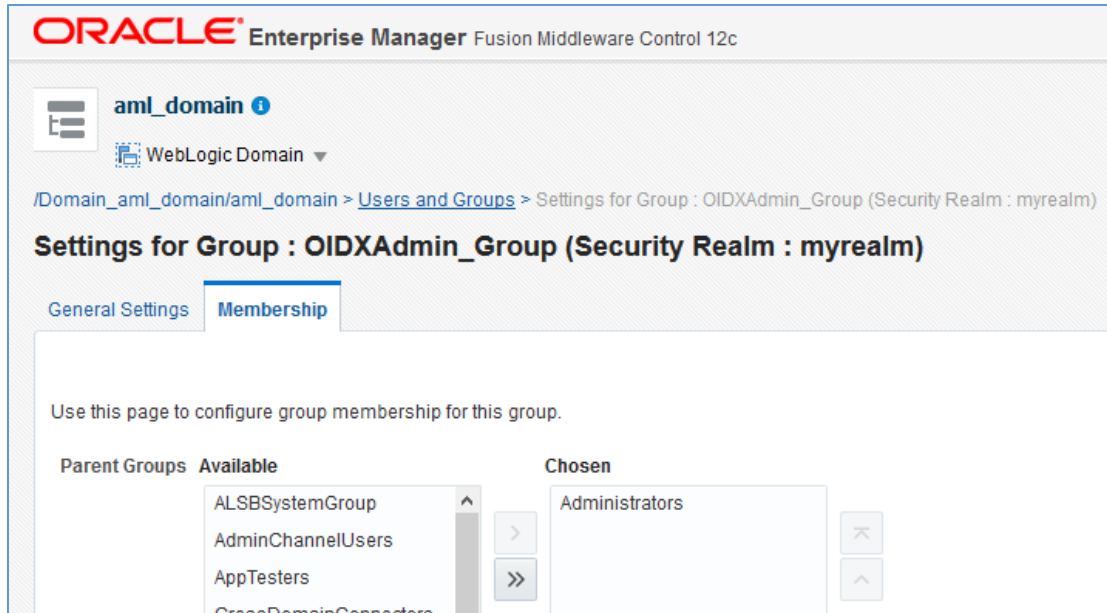 ORACLE® Enterprise Manager Fusion Middleware Control 12c
aml_domain
WebLogic Domain
/Domain_aml_domain/aml_domain > Users and Groups > Settings for Group : OIDXAdmin_Group (Security Realm : myrealm)
Settings for Group : OIDXAdmin_Group (Security Realm : myrealm)
General Settings Membership
Use this page to configure group membership for this group.
Parent Groups Available Chosen
ALSBSystemGroup Administrators
AdminChannelUsers
AppTesters
CrossDomainConnectors